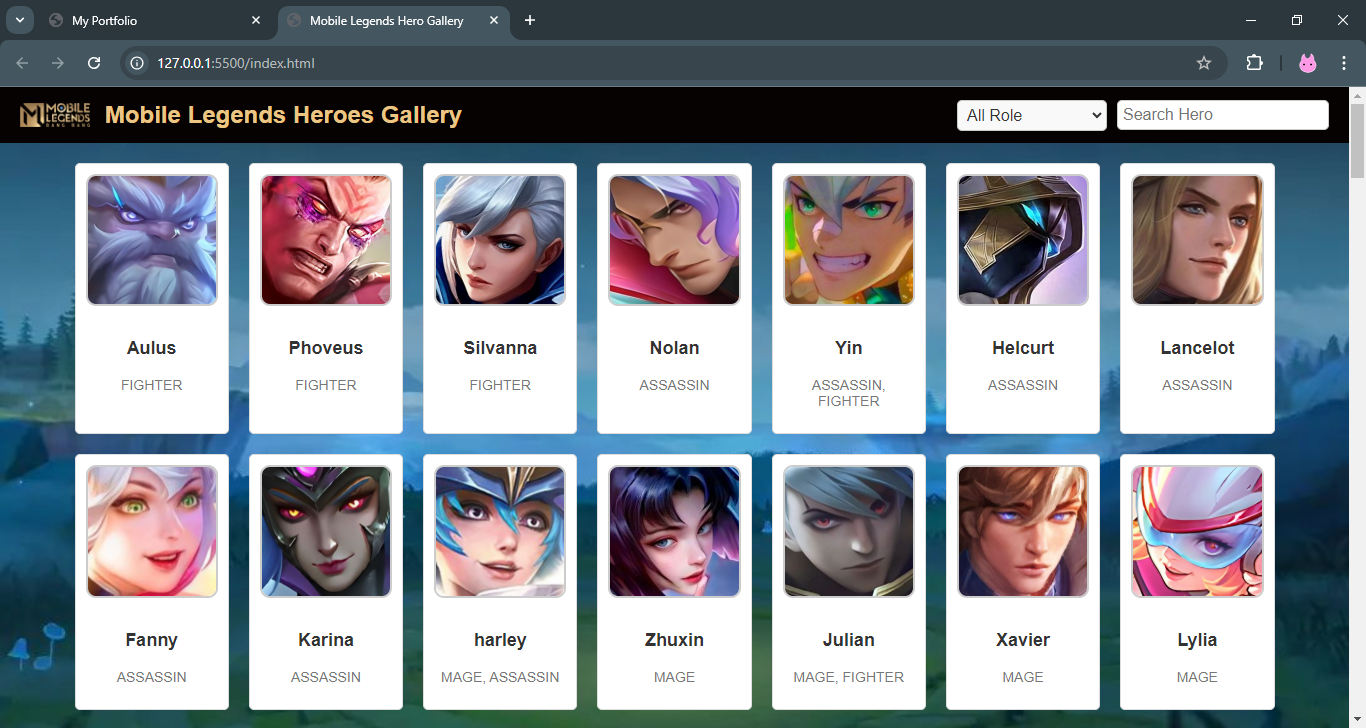 My Portfolio
Mobile Legends Hero Gallery
127.0.0.1:5500/index.html
MOBILE
LEGENDS
BANG BANG
Mobile Legends Heroes Gallery
All Role
Search Hero
Aulus
Phoveus
Silvanna
Nolan
Yin
Helcurt
Lancelot
FIGHTER
FIGHTER
FIGHTER
ASSASSIN
ASSASSIN,
FIGHTER
ASSASSIN
ASSASSIN
Fanny
Karina
harley
Zhuxin
Julian
Xavier
Lylia
ASSASSIN
ASSASSIN
MAGE, ASSASSIN
MAGE
MAGE, FIGHTER
MAGE
MAGE